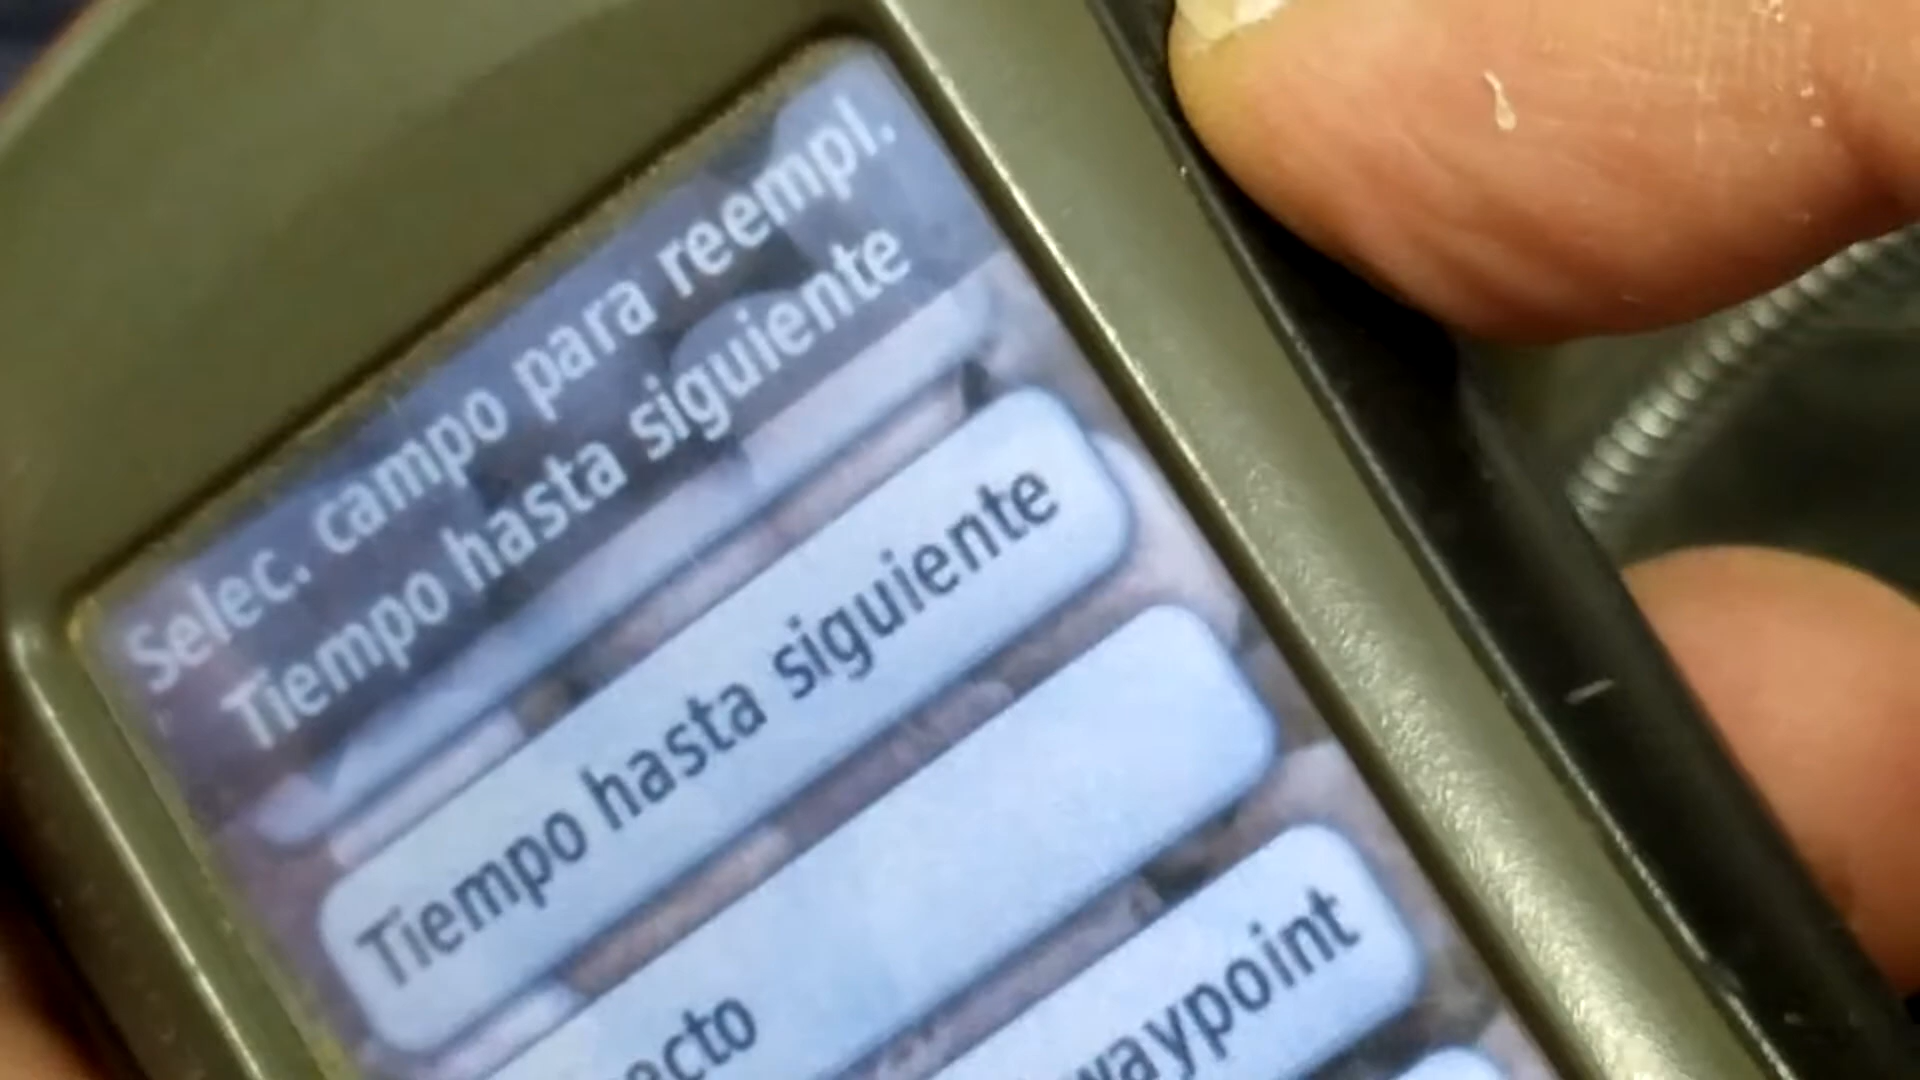 Selec. campo para reempl.
Tiempo hasta siguiente
Tiempo hasta siguiente
waypoint